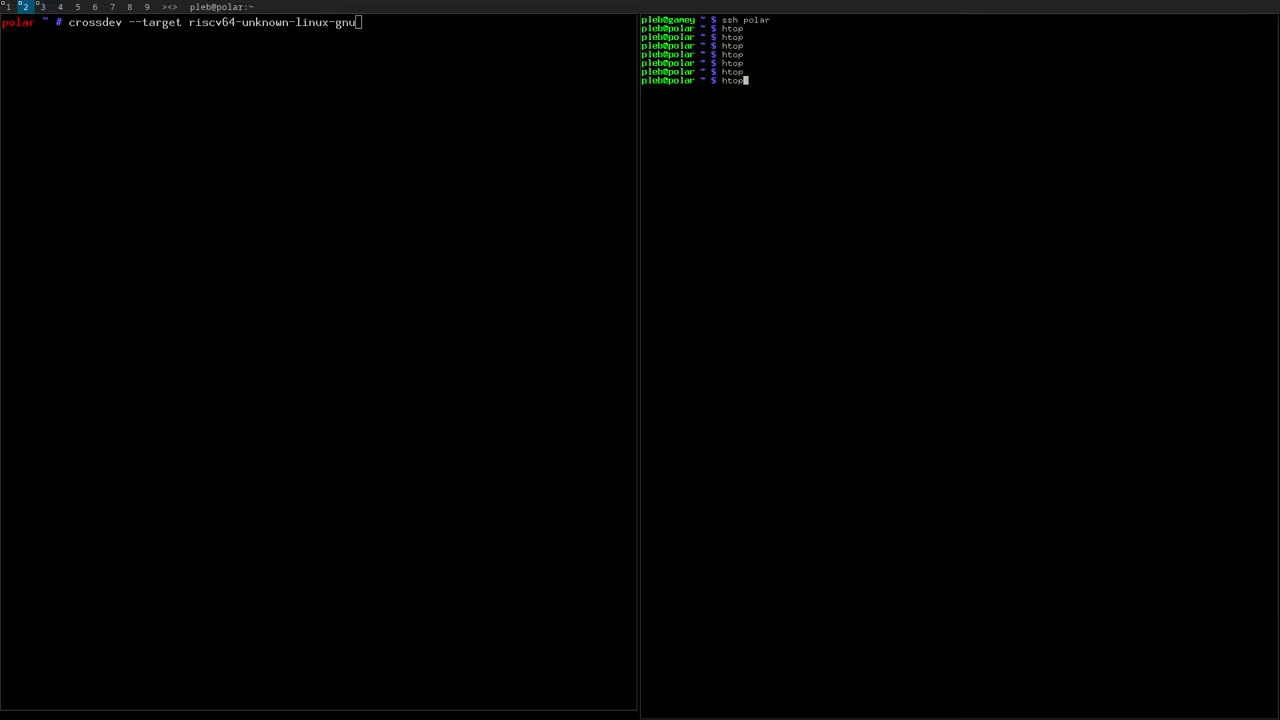 1 2 3 4 5 6 7 8 9 ><> pleb@polar:~
polar ~ # crossdev --target riscv64-unknown-linux-gnu
pleb@gamey ~ $ ssh polar
pleb@polar ~ $ htop
pleb@polar ~ $ htop
pleb@polar ~ $ htop
pleb@polar ~ $ htop
pleb@polar ~ $ htop
pleb@polar ~ $ htop
pleb@polar ~ $ htop